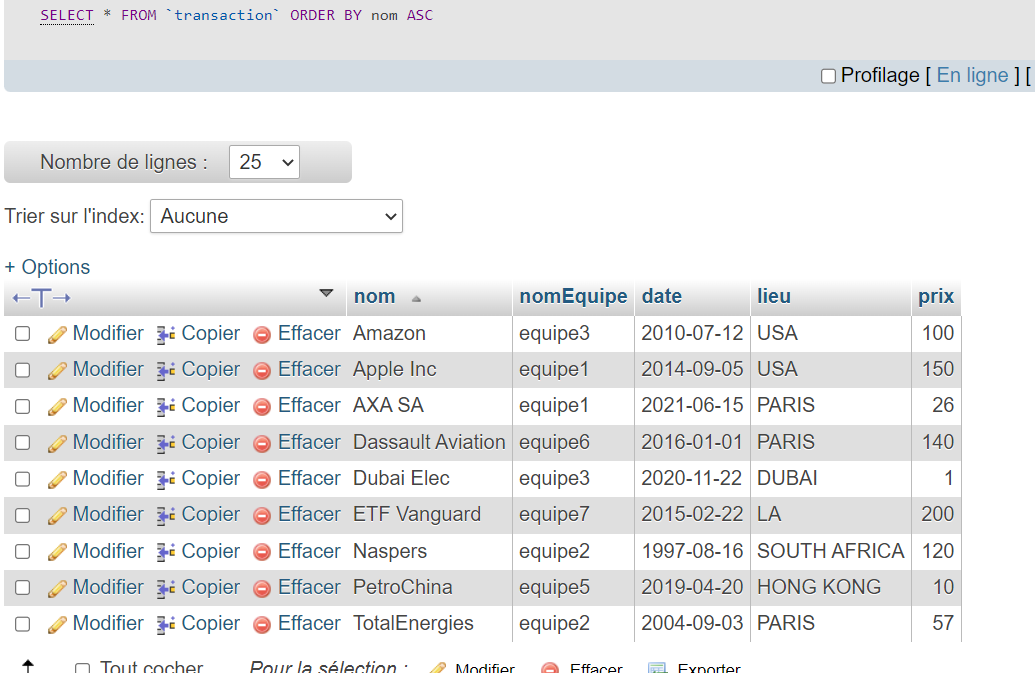 SELECT * FROM `transaction` ORDER BY nom ASC
Profilage [ En ligne ] [
Nombre de lignes : 25
Trier sur l'index: Aucune
+ Options
←T→ nom nomEquipe date lieu prix
Modifier Copier Effacer Amazon equipe3 2010-07-12 USA 100
Modifier Copier Effacer Apple Inc equipe1 2014-09-05 USA 150
Modifier Copier Effacer AXA SA equipe1 2021-06-15 PARIS 26
Modifier Copier Effacer Dassault Aviation equipe6 2016-01-01 PARIS 140
Modifier Copier Effacer Dubai Elec equipe3 2020-11-22 DUBAI 1
Modifier Copier Effacer ETF Vanguard equipe7 2015-02-22 LA 200
Modifier Copier Effacer Naspers equipe2 1997-08-16 SOUTH AFRICA 120
Modifier Copier Effacer PetroChina equipe5 2019-04-20 HONG KONG 10
Modifier Copier Effacer TotalEnergies equipe2 2004-09-03 PARIS 57
Tout cocher Pour la sélection : Modifier Effacer Exporter